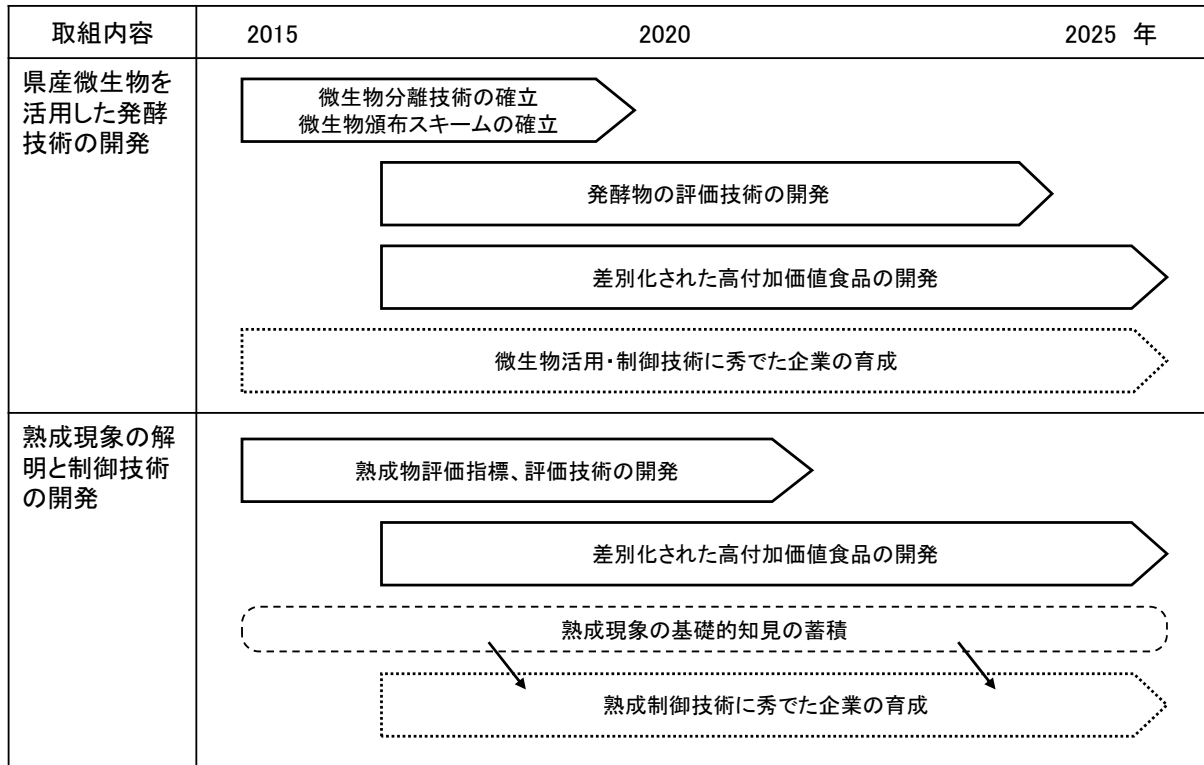 取組内容
2015
2020
2025 年
県産微生物を
活用した発酵
技術の開発
微生物分離技術の確立
微生物頒布スキームの確立
発酵物の評価技術の開発
差別化された高付加価値食品の開発
微生物活用・制御技術に秀でた企業の育成
熟成現象の解
明と制御技術
の開発
熟成物評価指標、評価技術の開発
差別化された高付加価値食品の開発
熟成現象の基礎的知見の蓄積
熟成制御技術に秀でた企業の育成